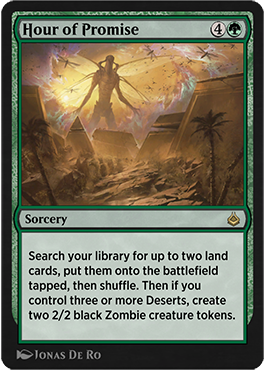 Hour of Promise 4
Sorcery
Search your library for up to two land
cards, put them onto the battlefield
tapped, then shuffle. Then if you
control three or more Deserts, create
two 2/2 black Zombie creature tokens.
Jonas De Ro